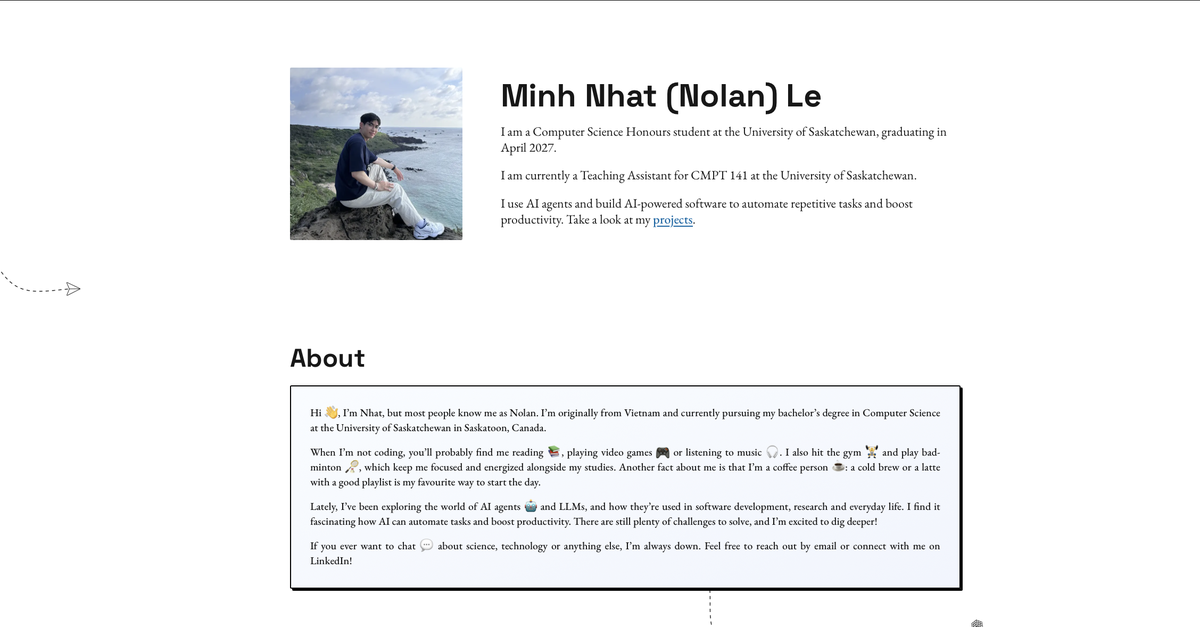 Minh Nhat (Nolan) Le
I am a Computer Science Honours student at the University of Saskatchewan, graduating in
April 2027.
I am currently a Teaching Assistant for CMPT 141 at the University of Saskatchewan.
I use AI agents and build AI-powered software to automate repetitive tasks and boost
productivity. Take a look at my projects.
About
Hi 👋, I’m Nhat, but most people know me as Nolan. I’m originally from Vietnam and currently pursuing my bachelor’s degree in Computer Science
at the University of Saskatchewan in Saskatoon, Canada.
When I’m not coding, you’ll probably find me reading 📚, playing video games 🎮 or listening to music 🎧. I also hit the gym 🏋️ and play bad-
minton 🏸, which keep me focused and energized alongside my studies. Another fact about me is that I’m a coffee person ☕: a cold brew or a latte
with a good playlist is my favourite way to start the day.
Lately, I’ve been exploring the world of AI agents 🤖 and LLMs, and how they’re used in software development, research and everyday life. I find it
fascinating how AI can automate tasks and boost productivity. There are still plenty of challenges to solve, and I’m excited to dig deeper!
If you ever want to chat 💬 about science, technology or anything else, I’m always down. Feel free to reach out by email or connect with me on
LinkedIn!